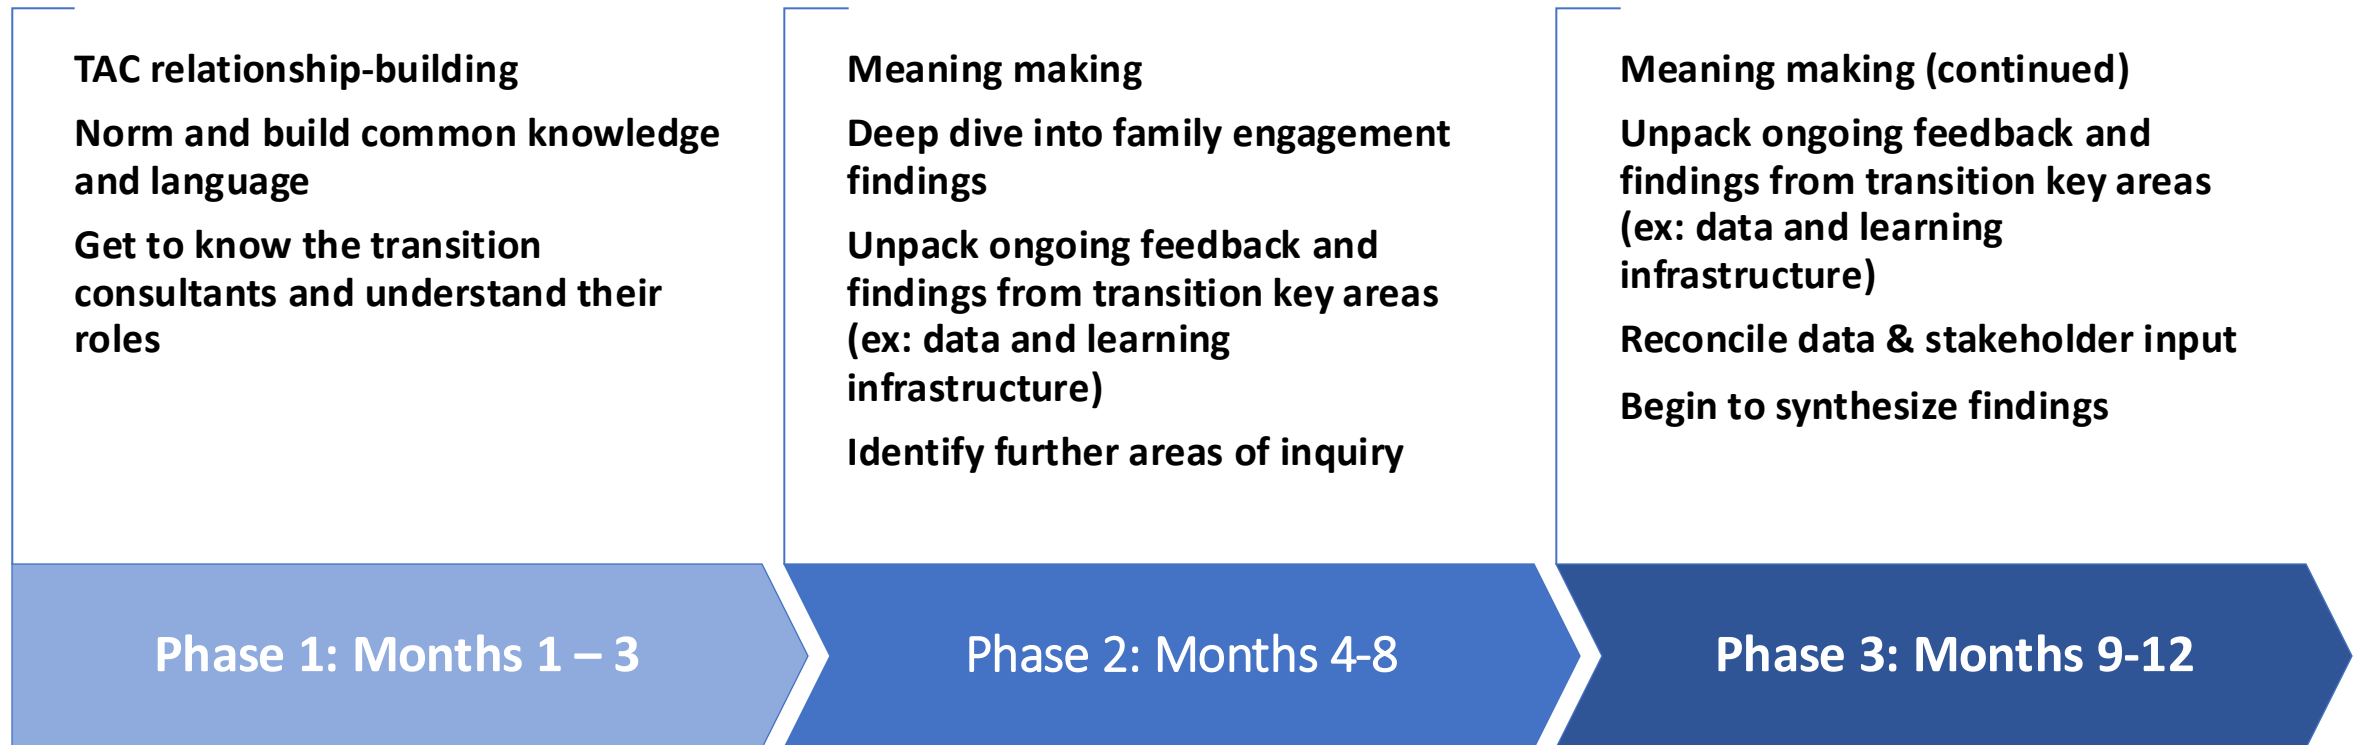 TAC relationship-building
Norm and build common knowledge
and language
Get to know the transition
consultants and understand their
roles
Meaning making
Deep dive into family engagement
findings
Unpack ongoing feedback and
findings from transition key areas
(ex: data and learning
infrastructure)
Identify further areas of inquiry
Meaning making (continued)
Unpack ongoing feedback and
findings from transition key areas
(ex: data and learning
infrastructure)
Reconcile data & stakeholder input
Begin to synthesize findings
Phase 1: Months 1 – 3
Phase 2: Months 4-8
Phase 3: Months 9-12